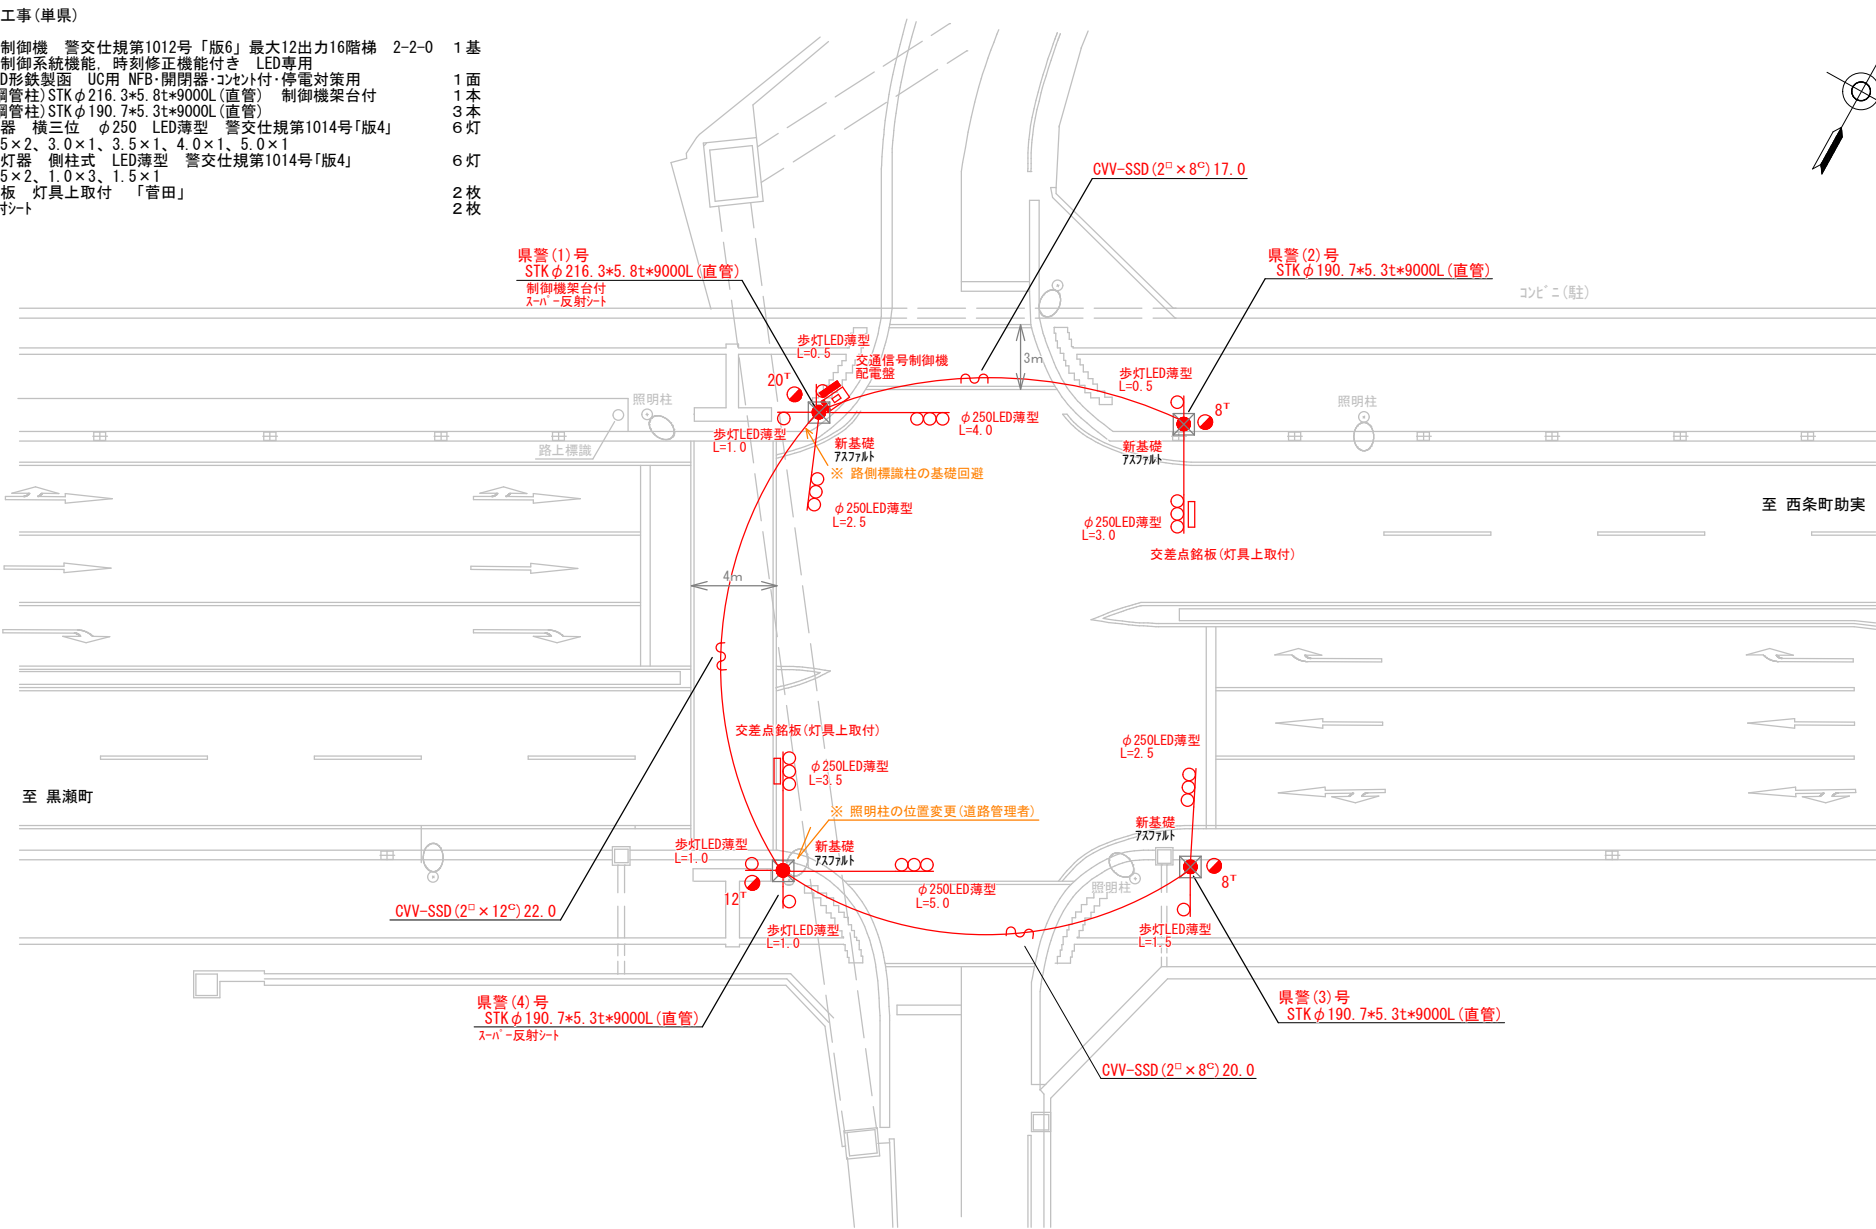 工事(単県)
制御機 警交仕規第1012号「版6」最大12出力16階梯 2-2-0 1基
制御系統機能, 時刻修正機能付き LED専用
D形鉄製函 UC用 NFB・開閉器・コンセント付・停電対策用 1面
鋼管柱)STKφ216.3*5.8t*9000L(直管) 制御機架台付 1本
鋼管柱)STKφ190.7*5.3t*9000L(直管) 3本
器 横三位 φ250 LED薄型 警交仕規第1014号「版4」 6灯
5×2、3.0×1、3.5×1、4.0×1、5.0×1
灯器 側柱式 LED薄型 警交仕規第1014号「版4」 6灯
5×2、1.0×3、1.5×1
板 灯具上取付 「菅田」 2枚
付シート 2枚
CVV-SSD(2□×8C)17.0
県警(1)号
STKφ216.3*5.8t*9000L(直管)
制御機架台付
スーパー反射シート
県警(2)号
STKφ190.7*5.3t*9000L(直管)
コンビニ(駐)
歩灯LED薄型
L=0.5
交通信号制御機
配電盤
3m
歩灯LED薄型
L=0.5
20T
照明柱
照明柱
8T
φ250LED薄型
L=4.0
歩灯LED薄型
L=1.0
路上標識
新基礎
アスファルト
新基礎
アスファルト
※ 路側標識柱の基礎回避
φ250LED薄型
L=2.5
φ250LED薄型
L=3.0
至 西条町助実
交差点銘板(灯具上取付)
4m
交差点銘板(灯具上取付)
φ250LED薄型
L=3.5
φ250LED薄型
L=2.5
至 黒瀬町
※ 照明柱の位置変更(道路管理者)
歩灯LED薄型
L=1.0
新基礎
アスファルト
新基礎
アスファルト
12T
φ250LED薄型
L=5.0
照明柱
8T
CVV-SSD(2□×12C)22.0
歩灯LED薄型
L=1.0
歩灯LED薄型
L=1.5
県警(4)号
STKφ190.7*5.3t*9000L(直管)
スーパー反射シート
県警(3)号
STKφ190.7*5.3t*9000L(直管)
CVV-SSD(2□×8C)20.0